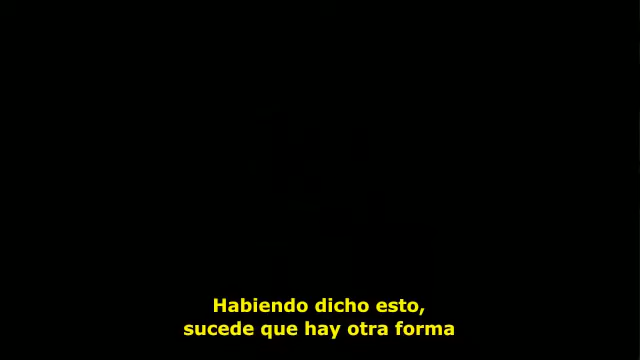 Habiendo dicho esto,
sucede que hay otra forma